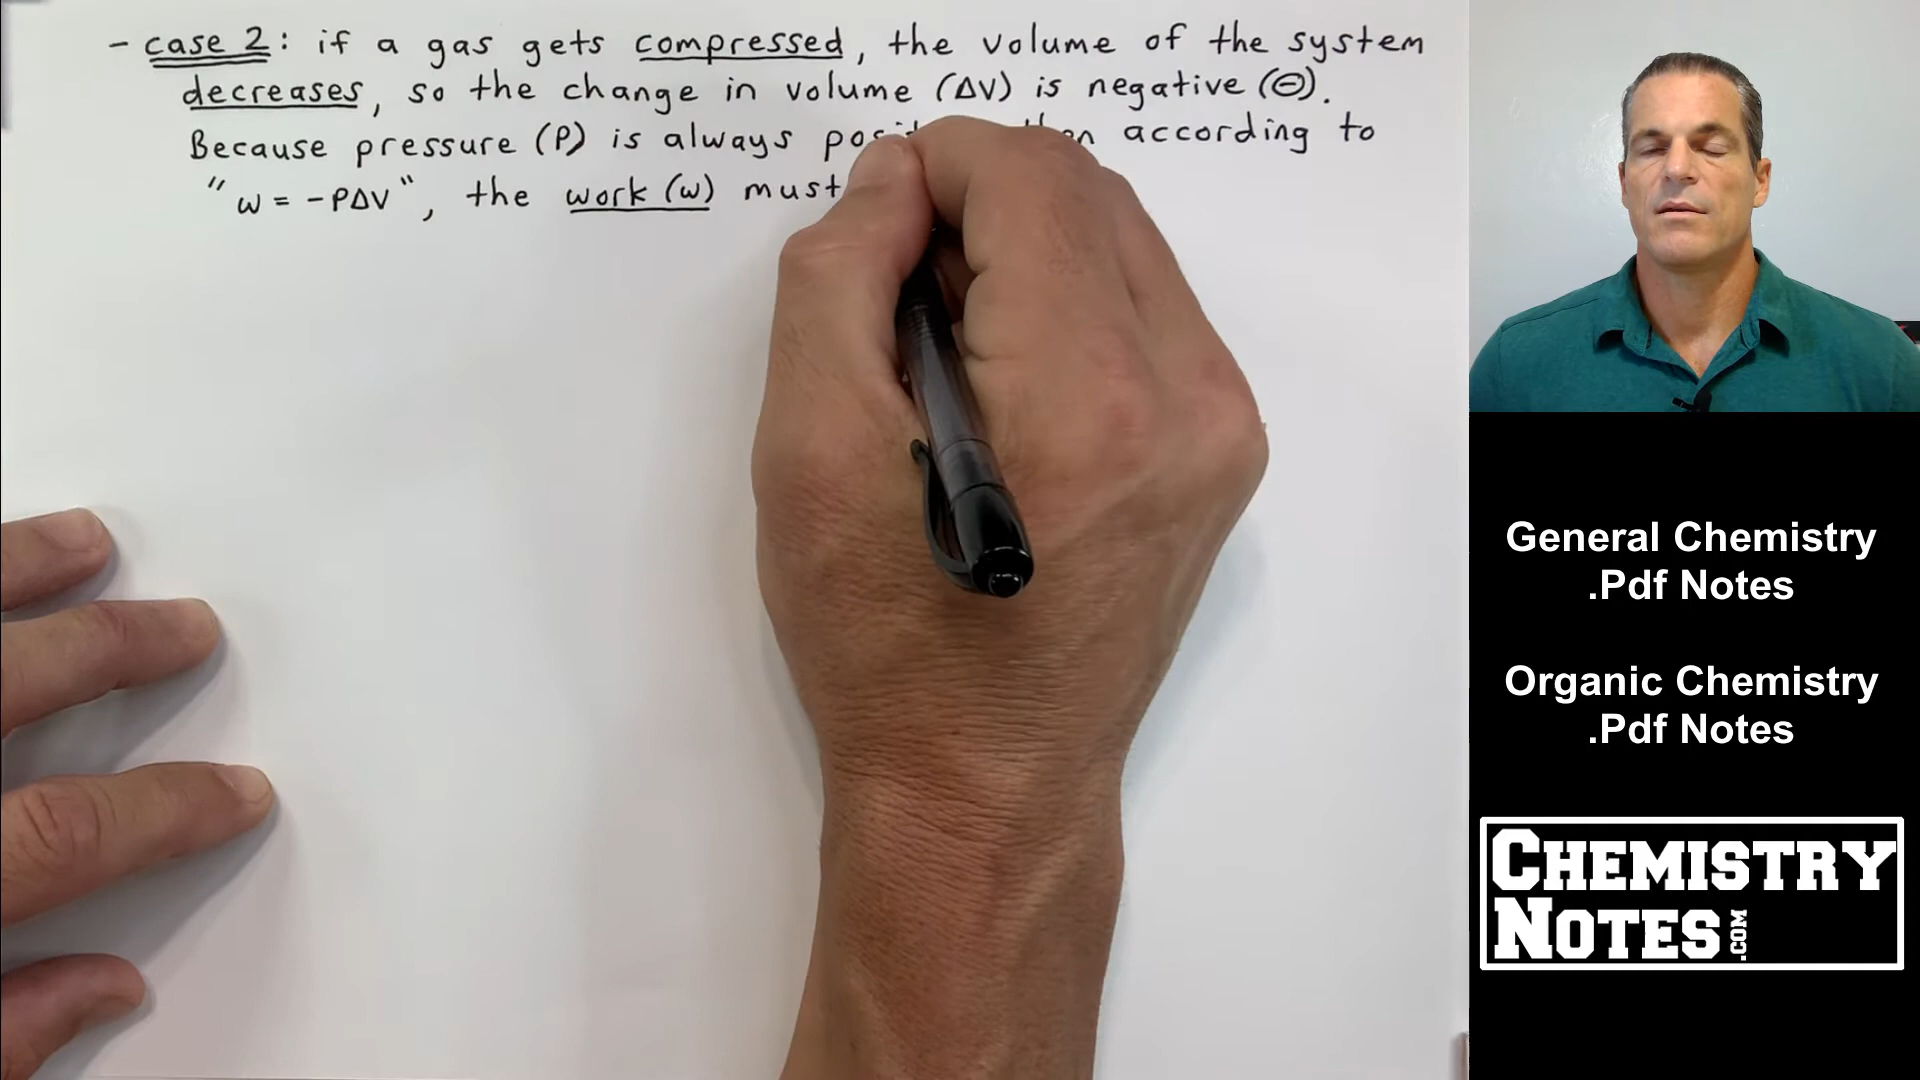 - case 2: if a gas gets compressed, the volume of the system
decreases, so the change in volume (ΔV) is negative (⊖).
Because pressure (P) is always according to
"w = -PΔV", the work (w) must
General Chemistry
.Pdf Notes
Organic Chemistry
.Pdf Notes
CHEMISTRY
NOTES.COM